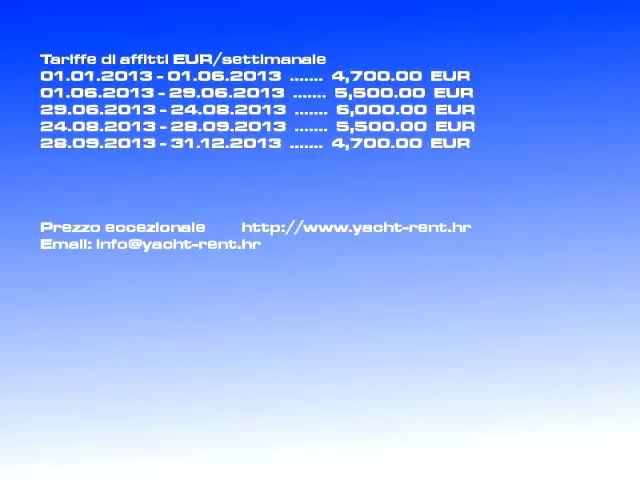 Tariffe di affitti EUR/settimanale
01.01.2013 - 01.06.2013 ....... 4,700.00 EUR
01.06.2013 - 29.06.2013 ....... 5,500.00 EUR
29.06.2013 - 24.08.2013 ....... 6,000.00 EUR
24.08.2013 - 28.09.2013 ....... 5,500.00 EUR
28.09.2013 - 31.12.2013 ....... 4,700.00 EUR
Prezzo eccezionale http://www.yacht-rent.hr
Email: info@yacht-rent.hr